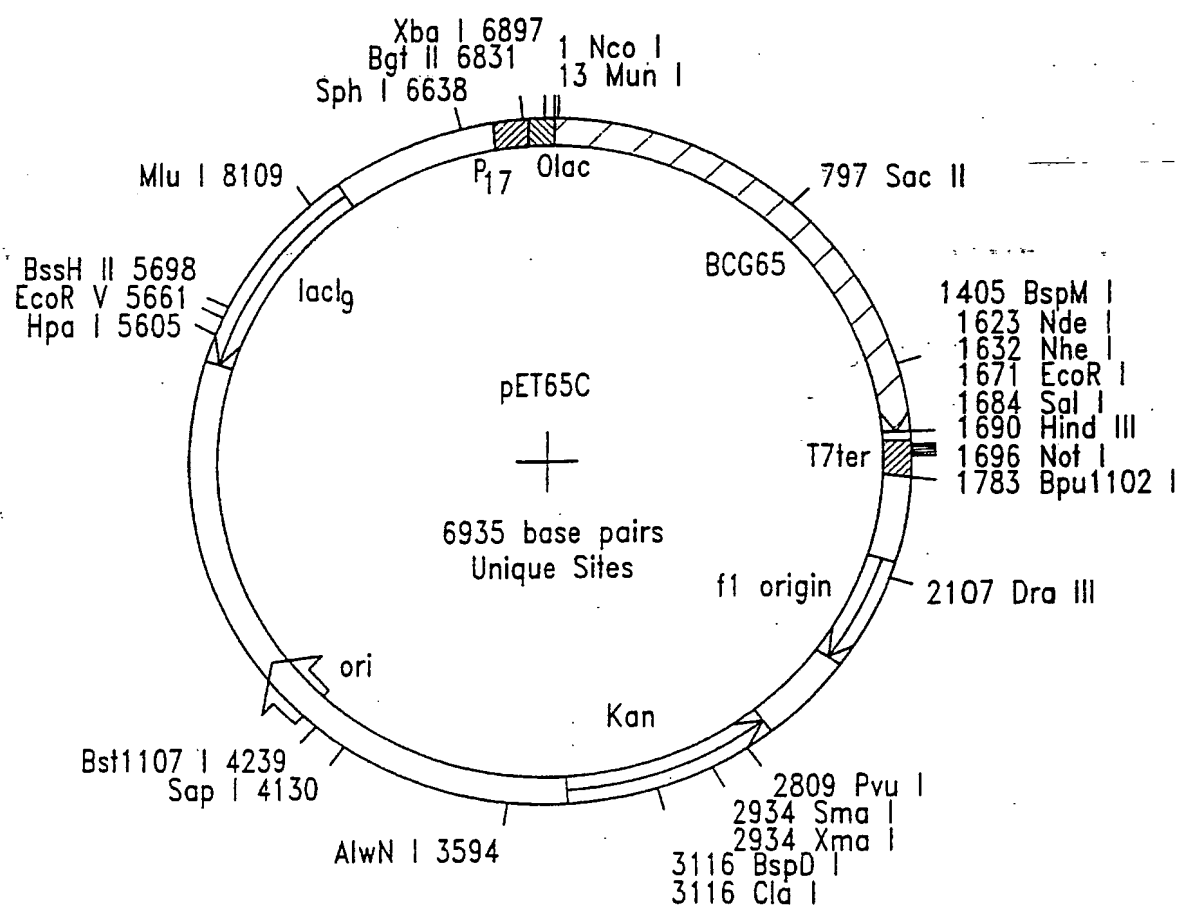 Xba I 6897
Bgt II 6831
Sph I 6638
1 Nco I
13 Mun I
Mlu I 8109
P17
Olac
797 Sac II
BssH II 5698
EcoR V 5661
Hpa I 5605
lacIg
BCG65
1405 BspM I
1623 Nde I
1632 Nhe I
1671 EcoR I
1684 Sal I
1690 Hind III
1696 Not I
1783 Bpu1102 I
pET65C
T7ter
6935 base pairs
Unique Sites
f1 origin
2107 Dra III
ori
Kan
Bst1107 I 4239
Sap I 4130
AlwN I 3594
2809 Pvu I
2934 Sma I
2934 Xma I
3116 BspD I
3116 Cla I